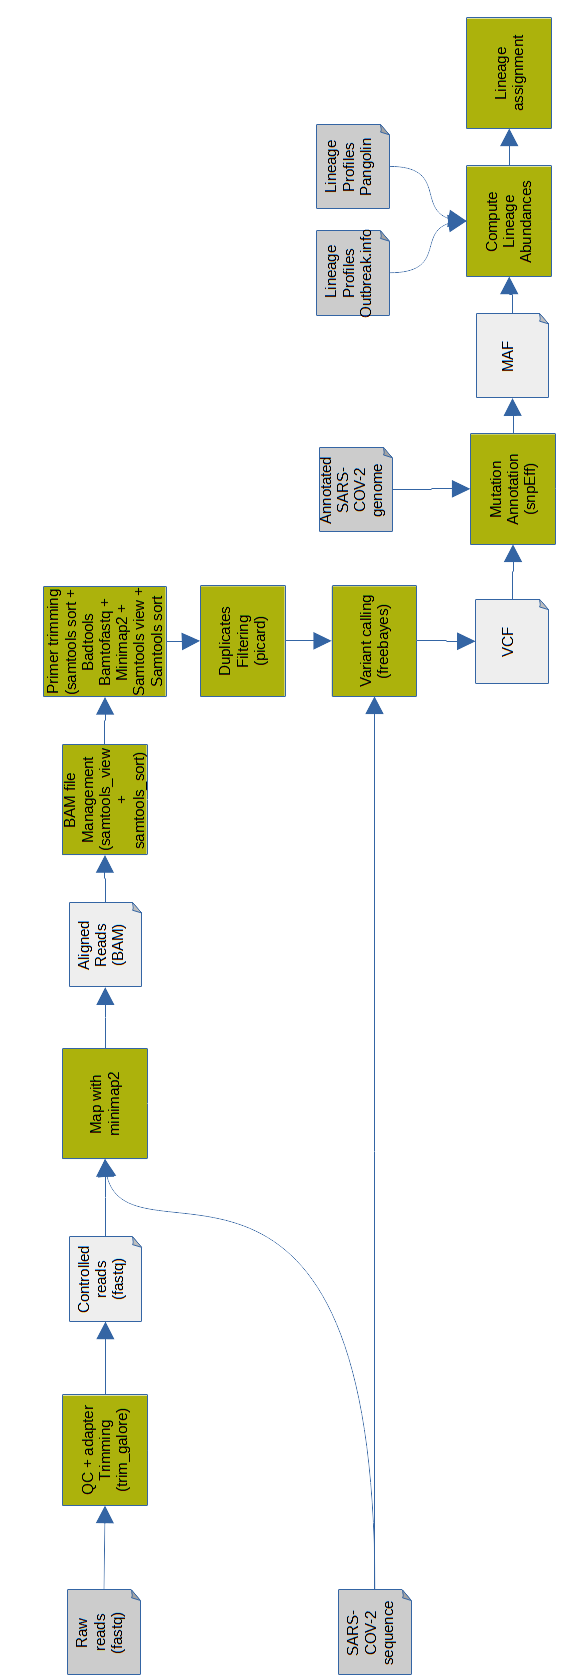 Raw
reads
(fastq)
QC + adapter
Trimming
(trim_galore)
Controlled
reads
(fastq)
Map with
minimap2
Aligned
Reads
(BAM)
BAM file
Management
(samtools_view
+
samtools_sort)
Primer trimming
(samtools sort +
Badtools
Bamtofastq +
Minimap2 +
Samtools view +
Samtools sort
Duplicates
Filtering
(picard)
SARS-
COV-2
sequence
Variant calling
(freebayes)
VCF
Annotated
SARS-
COV-2
genome
Mutation
Annotation
(snpEff)
MAF
Lineage
Profiles
Outbreak.info
Lineage
Profiles
Pangolin
Compute
Lineage
Abundances
Lineage
assignment